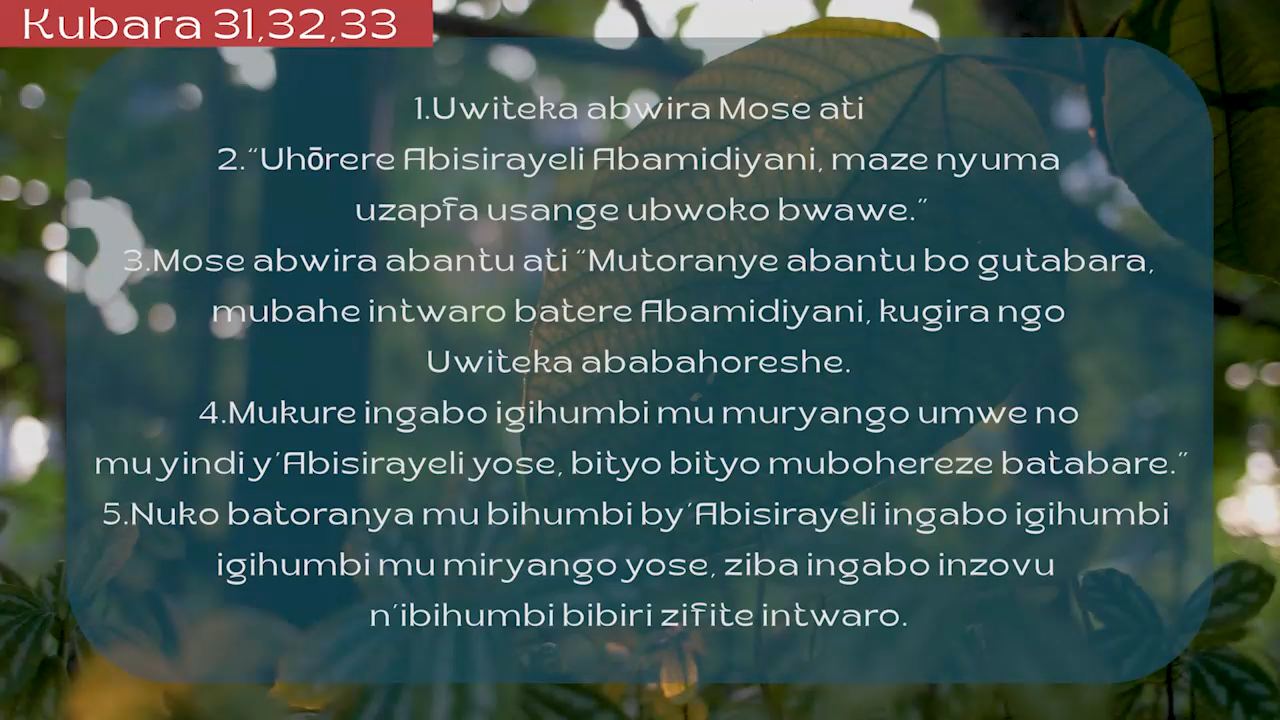 Kubara 31,32,33
1.Uwiteka abwira Mose ati
2.“Uhōrere Abisirayeli Abamidiyani, maze nyuma
uzapfa usange ubwoko bwawe.”
3.Mose abwira abantu ati “Mutoranye abantu bo gutabara,
mubahe intwaro batere Abamidiyani, kugira ngo
Uwiteka ababahoreshe.
4.Mukure ingabo igihumbi mu muryango umwe no
mu yindi y’Abisirayeli yose, bityo bityo mubohereze batabare.”
5.Nuko batoranya mu bihumbi by’Abisirayeli ingabo igihumbi
igihumbi mu miryango yose, ziba ingabo inzovu
n’ibihumbi bibiri zifite intwaro.